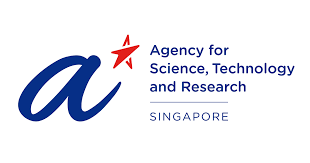 a
Agency for
Science, Technology
and Research
SINGAPORE